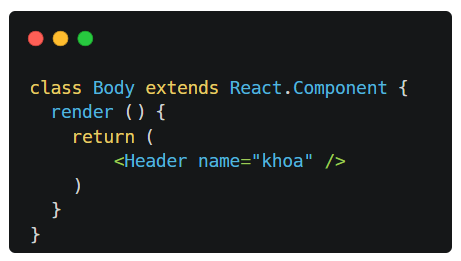 class Body extends React.Component {
  render () {
    return (
        <Header name="khoa" />
    )
  }
}